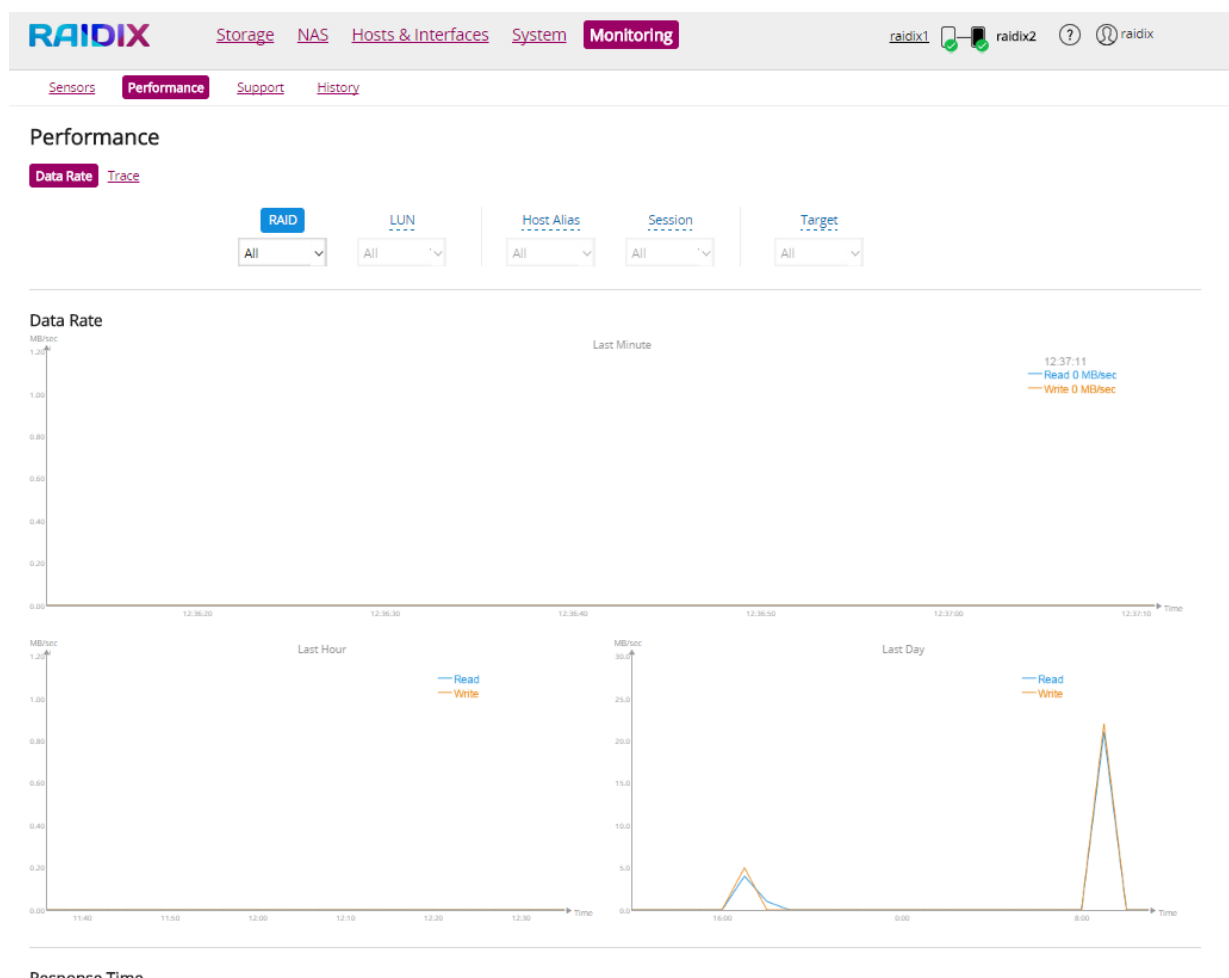 RAIDIX Storage NAS Hosts & Interfaces System Monitoring raidix1 raidix2 ? raidix
Sensors Performance Support History
Performance
Data Rate Trace
RAID LUN Host Alias Session Target
All All All All All
Data Rate
MB/sec
Last Minute
1.20
12:37:11
Read 0 MB/sec
Write 0 MB/sec
1.00
0.80
0.60
0.40
0.20
0.00
12:36:20 12:36:30 12:36:40 12:36:50 12:37:00 12:37:10 Time
MB/sec
Last Hour
1.20
Read
Write
1.00
0.80
0.60
0.40
0.20
0.00
11:40 11:50 12:00 12:10 12:20 12:30 Time
MB/sec
Last Day
30.0
Read
Write
25.0
20.0
15.0
10.0
5.0
0.0
16:00 0:00 8:00 Time
Response Time